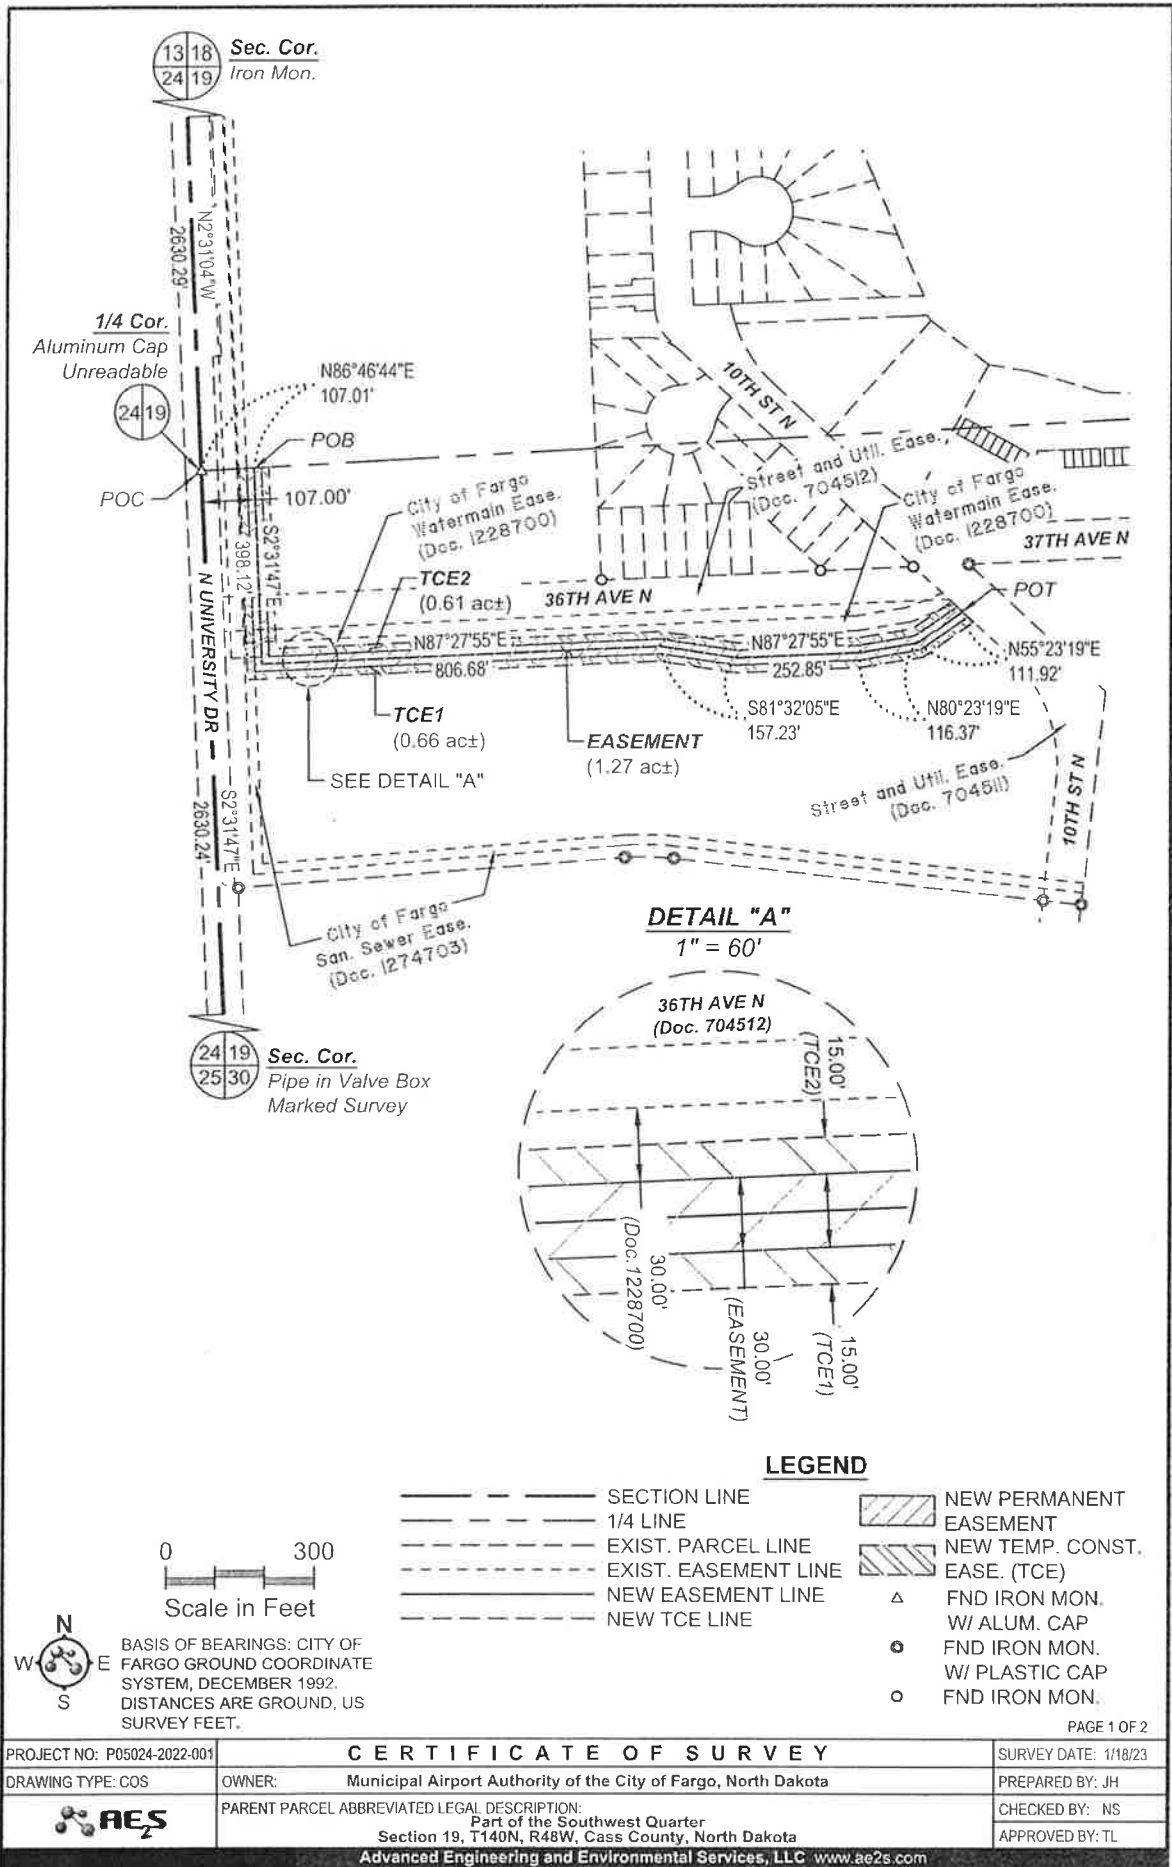 13 18
24 19
Sec. Cor.
Iron Mon.
N2°31'04"W
2630.29'
1/4 Cor.
Aluminum Cap
Unreadable
24 19
N86°46'44"E
107.01'
POB
POC
107.00'
10TH ST N
City of Fargo
Watermain Ease.
(Doc. 1228700)
Street and Util. Ease.
(Doc. 704512)
City of Fargo
Watermain Ease.
(Doc. 1228700)
37TH AVE N
S2°31'47"E
398.12'
TCE2
(0.61 ac±)
36TH AVE N
POT
N UNIVERSITY DR
N87°27'55"E
806.68'
N87°27'55"E
252.85'
N55°23'19"E
111.92'
S81°32'05"E
157.23'
N80°23'19"E
116.37'
TCE1
(0.66 ac±)
EASEMENT
(1.27 ac±)
SEE DETAIL "A"
Street and Util. Ease.
(Doc. 704511)
10TH ST N
S2°31'47"E
2630.24'
City of Fargo
San. Sewer Ease.
(Doc. 1274703)
24 19
25 30
Sec. Cor.
Pipe in Valve Box
Marked Survey
DETAIL "A"
1" = 60'
36TH AVE N
(Doc. 704512)
15.00'
(TCE2)
30.00'
(Doc. 1228700)
30.00'
(EASEMENT)
15.00'
(TCE1)
LEGEND
SECTION LINE
1/4 LINE
EXIST. PARCEL LINE
EXIST. EASEMENT LINE
NEW EASEMENT LINE
NEW TCE LINE
NEW PERMANENT
EASEMENT
NEW TEMP. CONST.
EASE. (TCE)
FND IRON MON.
W/ ALUM. CAP
FND IRON MON.
W/ PLASTIC CAP
FND IRON MON.
0 300
Scale in Feet
N
W E
S
BASIS OF BEARINGS: CITY OF
FARGO GROUND COORDINATE
SYSTEM, DECEMBER 1992.
DISTANCES ARE GROUND, US
SURVEY FEET.
PAGE 1 OF 2
PROJECT NO: P05024-2022-001
CERTIFICATE OF SURVEY
SURVEY DATE: 1/18/23
DRAWING TYPE: COS
OWNER: Municipal Airport Authority of the City of Fargo, North Dakota
PREPARED BY: JH
AE2S
PARENT PARCEL ABBREVIATED LEGAL DESCRIPTION:
Part of the Southwest Quarter
Section 19, T140N, R48W, Cass County, North Dakota
CHECKED BY: NS
APPROVED BY: TL
Advanced Engineering and Environmental Services, LLC www.ae2s.com